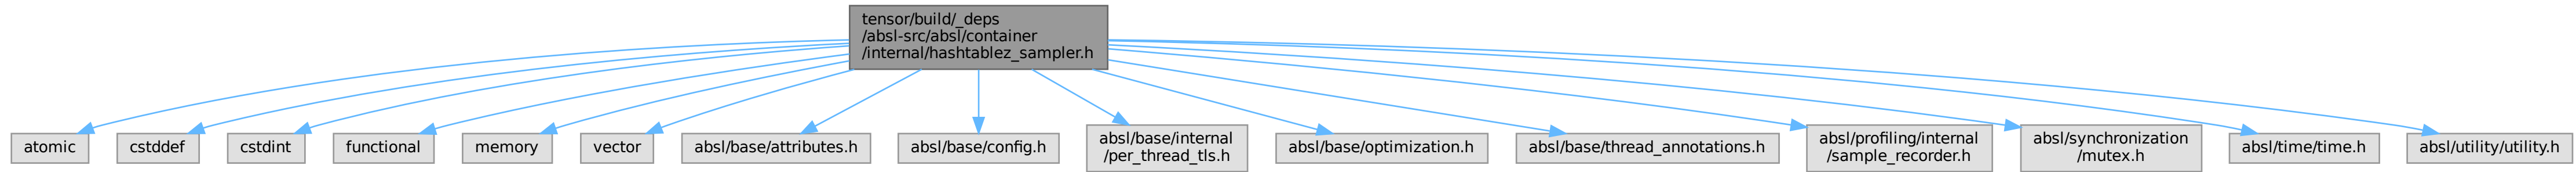 tensor/build/_deps
/absl-src/absl/container
/internal/hashtablez_sampler.h
atomic
cstddef
cstdint
functional
memory
vector
absl/base/attributes.h
absl/base/config.h
absl/base/internal
/per_thread_tls.h
absl/base/optimization.h
absl/base/thread_annotations.h
absl/profiling/internal
/sample_recorder.h
absl/synchronization
/mutex.h
absl/time/time.h
absl/utility/utility.h